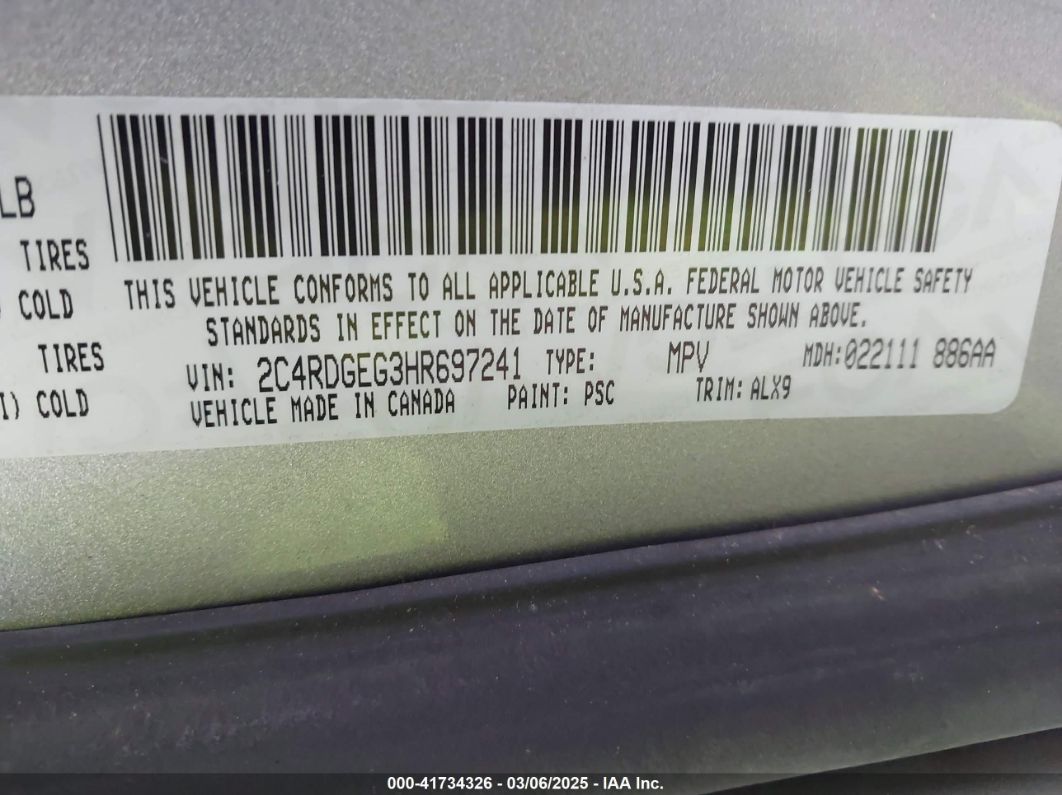 LB
TIRES
COLD
TIRES
I) COLD
THIS VEHICLE CONFORMS TO ALL APPLICABLE U.S.A. FEDERAL MOTOR VEHICLE SAFETY
STANDARDS IN EFFECT ON THE DATE OF MANUFACTURE SHOWN ABOVE.
VIN: 2C4RDGEG3HR697241 TYPE: MPV MDH:022111 886AA
VEHICLE MADE IN CANADA PAINT: PSC TRIM: ALX9
000-41734326 - 03/06/2025 - IAA Inc.